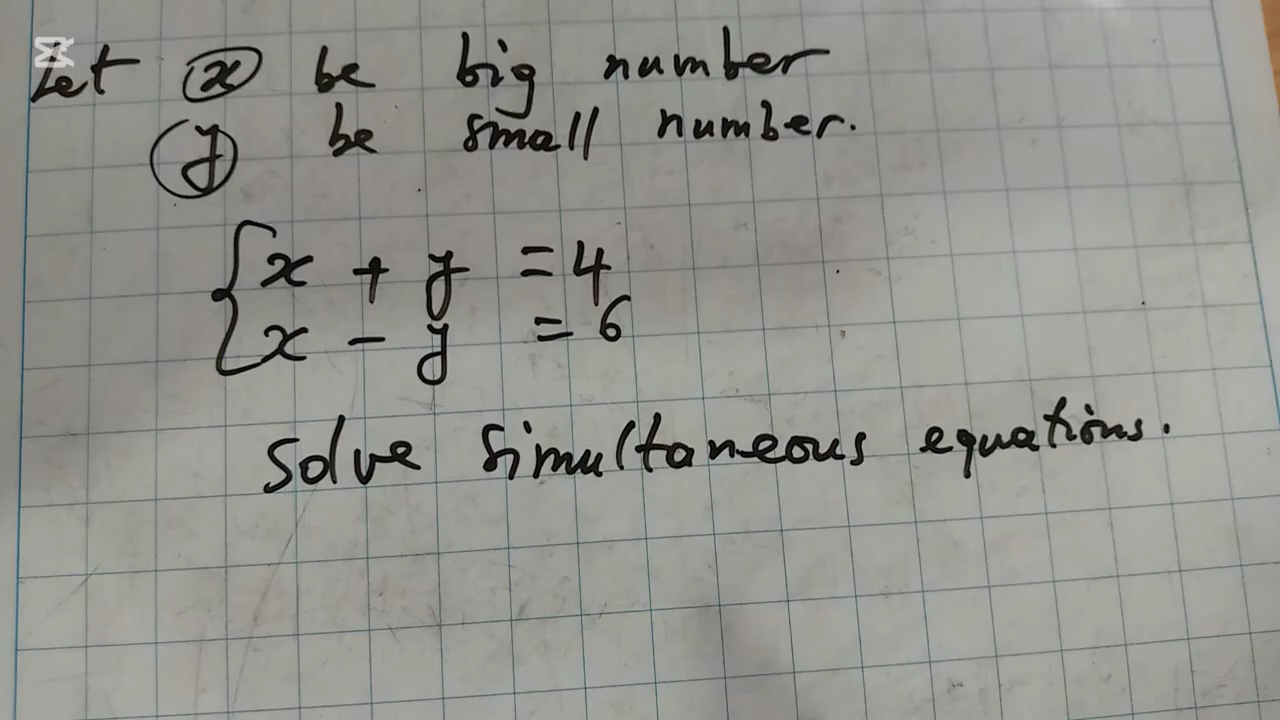 Let x be big number
y be small number.
x + y = 4
x - y = 6
Solve simultaneous equations.